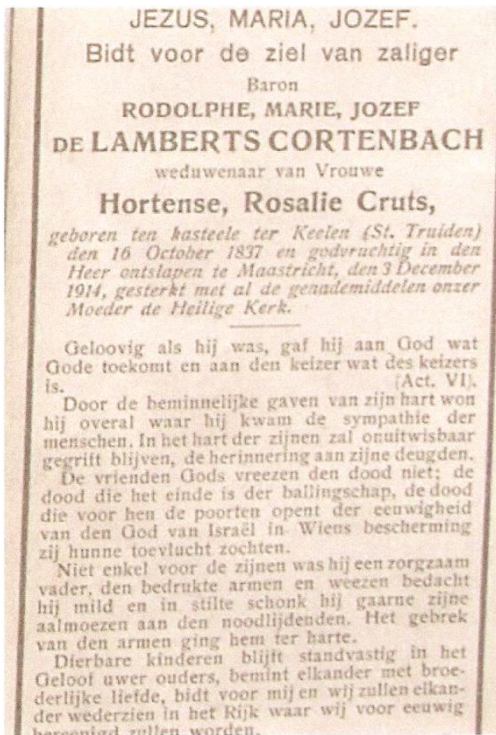 JEZUS, MARIA, JOZEF.
Bidt voor de ziel van zaliger
Baron
RODOLPHE, MARIE, JOZEF
DE LAMBERTS CORTENBACH
weduwenaar van Vrouwe
Hortense, Rosalie Cruts,
geboren ten kasteele ter Keelen (St. Truiden)
den 16 October 1837 en godvruchtig in den
Heer ontslapen te Maastricht, den 3 December
1914, gesterkt met al de genademiddelen onzer
Moeder de Heilige Kerk.
Geloovig als hij was, gaf hij aan God wat
Gode toekomt en aan den keizer wat des keizers
is. (Act. VI).
Door de beminnelijke gaven van zijn hart won
hij overal waar hij kwam de sympathie der
menschen. In het hart der zijnen zal onuitwisbaar
gegrift blijven, de herinnering aan zijne deugden.
De vrienden Gods vreezen den dood niet; de
dood die het einde is der ballingschap, de dood
die voor hen de poorten opent der eeuwigheid
van den God van Israël in Wiens bescherming
zij hunne toevlucht zochten.
Niet enkel voor de zijnen was hij een zorgzaam
vader, den bedrukte armen en weezen bedacht
hij mild en in stilte schonk hij gaarne zijne
aalmoezen aan den noodlijdenden. Het gebrek
van den armen ging hem ter harte.
Dierbare kinderen blijft standvastig in het
Geloof uwer ouders, bemint elkander met broe-
derlijke liefde, bidt voor mij en wij zullen elkan-
der wederzien in het Rijk waar wij voor eeuwig
hereenigd zullen worden.